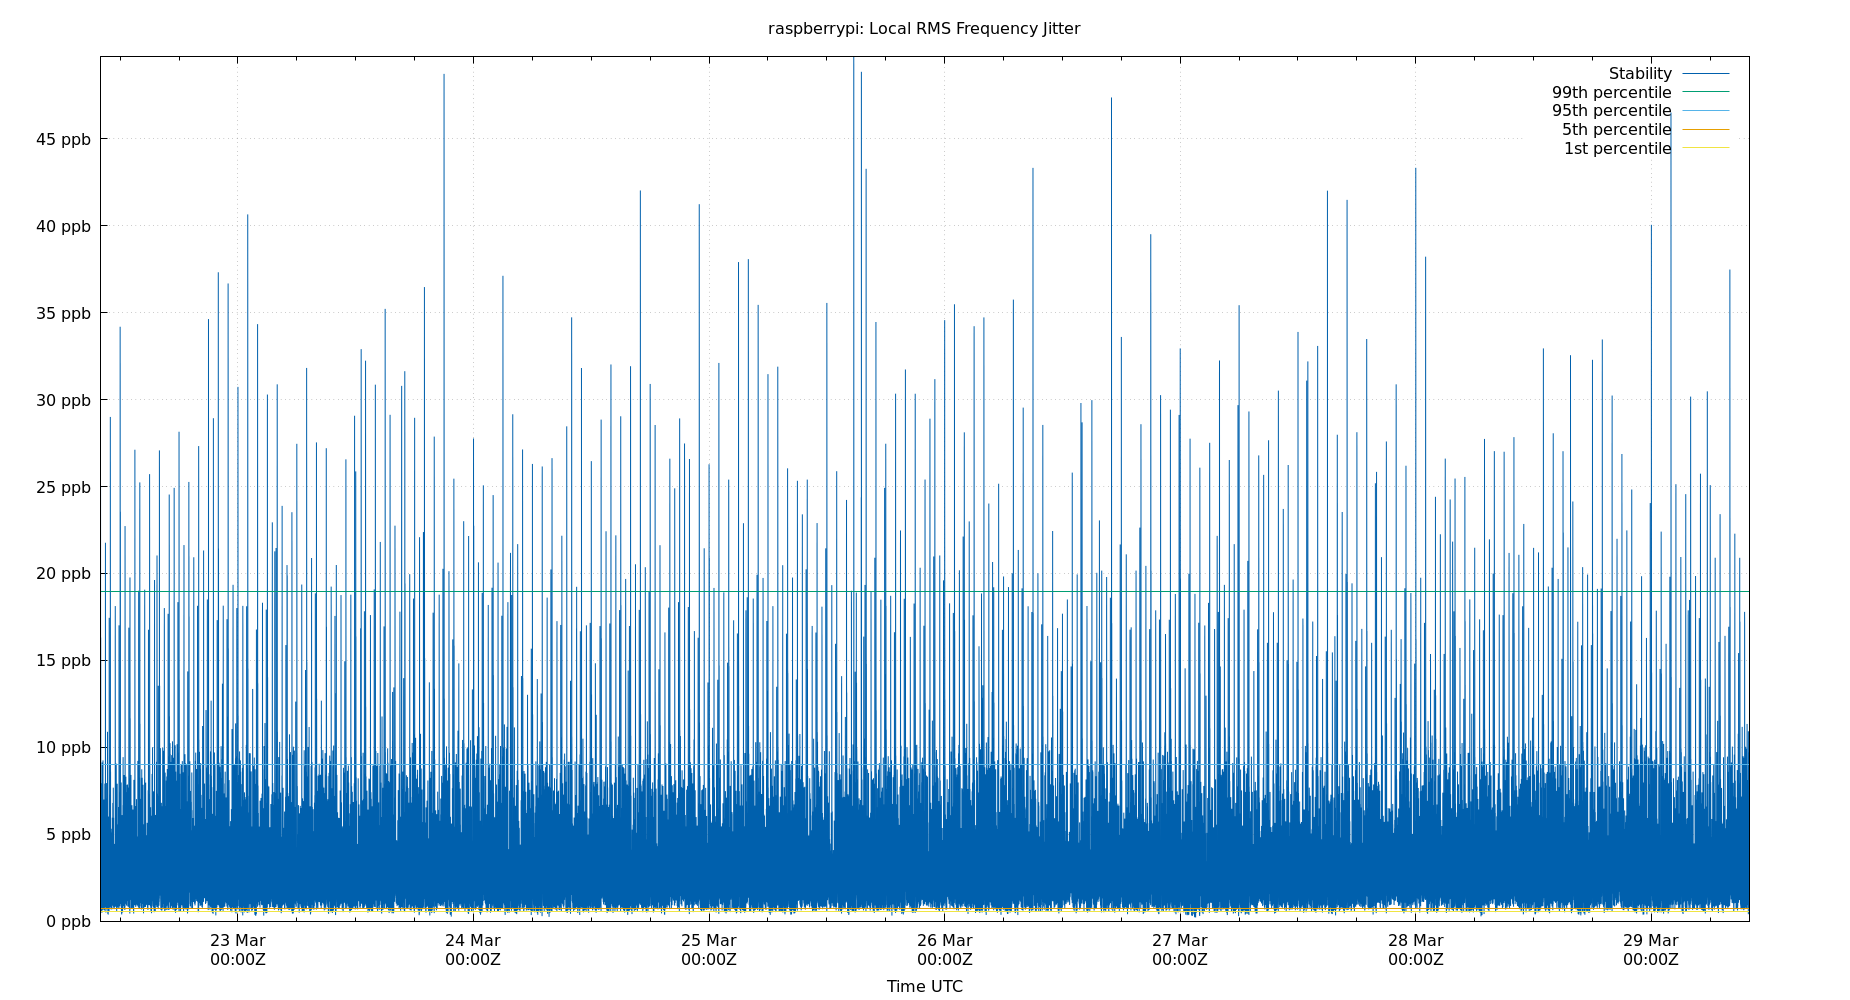 raspberrypi: Local RMS Frequency Jitter
Stability
99th percentile
95th percentile
5th percentile
1st percentile
45 ppb
40 ppb
35 ppb
30 ppb
25 ppb
20 ppb
15 ppb
10 ppb
5 ppb
0 ppb
23 Mar 24 Mar 25 Mar 26 Mar 27 Mar 28 Mar 29 Mar
00:00Z 00:00Z 00:00Z 00:00Z 00:00Z 00:00Z 00:00Z
Time UTC